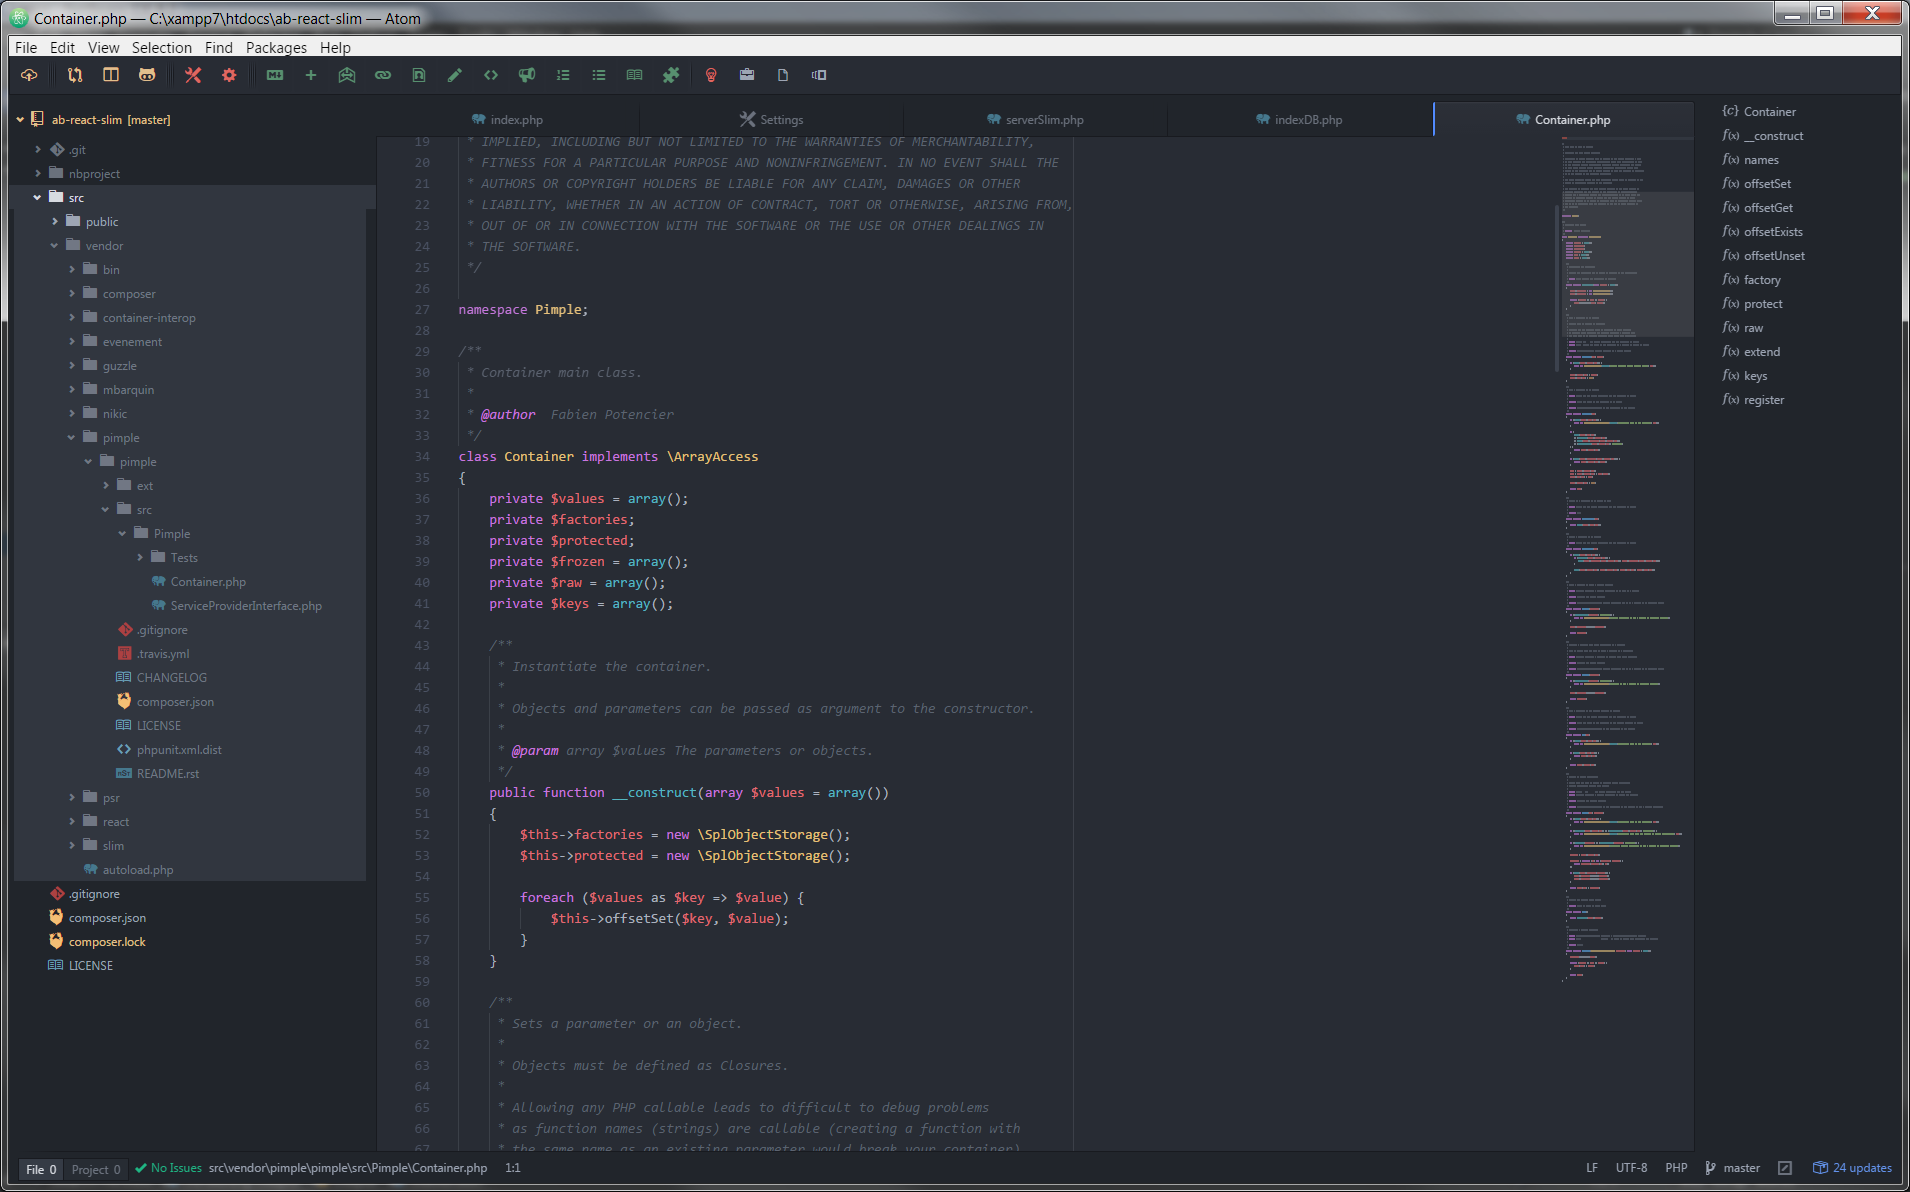 Container.php — C:\xampp7\htdocs\ab-react-slim — Atom
File Edit View Selection Find Packages Help
ab-react-slim [master]
.git
nbproject
src
public
vendor
bin
composer
container-interop
evenement
guzzle
mbarquin
nikic
pimple
pimple
ext
src
Pimple
Tests
Container.php
ServiceProviderInterface.php
.gitignore
.travis.yml
CHANGELOG
composer.json
LICENSE
phpunit.xml.dist
README.rst
psr
react
slim
autoload.php
.gitignore
composer.json
composer.lock
LICENSE
index.php Settings serverSlim.php indexDB.php Container.php
19 * IMPLIED, INCLUDING BUT NOT LIMITED TO THE WARRANTIES OF MERCHANTABILITY,
20 * FITNESS FOR A PARTICULAR PURPOSE AND NONINFRINGEMENT. IN NO EVENT SHALL THE
21 * AUTHORS OR COPYRIGHT HOLDERS BE LIABLE FOR ANY CLAIM, DAMAGES OR OTHER
22 * LIABILITY, WHETHER IN AN ACTION OF CONTRACT, TORT OR OTHERWISE, ARISING FROM,
23 * OUT OF OR IN CONNECTION WITH THE SOFTWARE OR THE USE OR OTHER DEALINGS IN
24 * THE SOFTWARE.
25 */
26
27 namespace Pimple;
28
29 /**
30 * Container main class.
31 *
32 * @author  Fabien Potencier
33 */
34 class Container implements \ArrayAccess
35 {
36     private $values = array();
37     private $factories;
38     private $protected;
39     private $frozen = array();
40     private $raw = array();
41     private $keys = array();
42
43     /**
44      * Instantiate the container.
45      *
46      * Objects and parameters can be passed as argument to the constructor.
47      *
48      * @param array $values The parameters or objects.
49      */
50     public function __construct(array $values = array())
51     {
52         $this->factories = new \SplObjectStorage();
53         $this->protected = new \SplObjectStorage();
54
55         foreach ($values as $key => $value) {
56             $this->offsetSet($key, $value);
57         }
58     }
59
60     /**
61      * Sets a parameter or an object.
62      *
63      * Objects must be defined as Closures.
64      *
65      * Allowing any PHP callable leads to difficult to debug problems
66      * as function names (strings) are callable (creating a function with
67      * the same name as an existing parameter would break your container)
{c} Container
f(x) __construct
f(x) names
f(x) offsetSet
f(x) offsetGet
f(x) offsetExists
f(x) offsetUnset
f(x) factory
f(x) protect
f(x) raw
f(x) extend
f(x) keys
f(x) register
File 0 Project 0 No Issues src\vendor\pimple\pimple\src\Pimple\Container.php 1:1 LF UTF-8 PHP master 24 updates